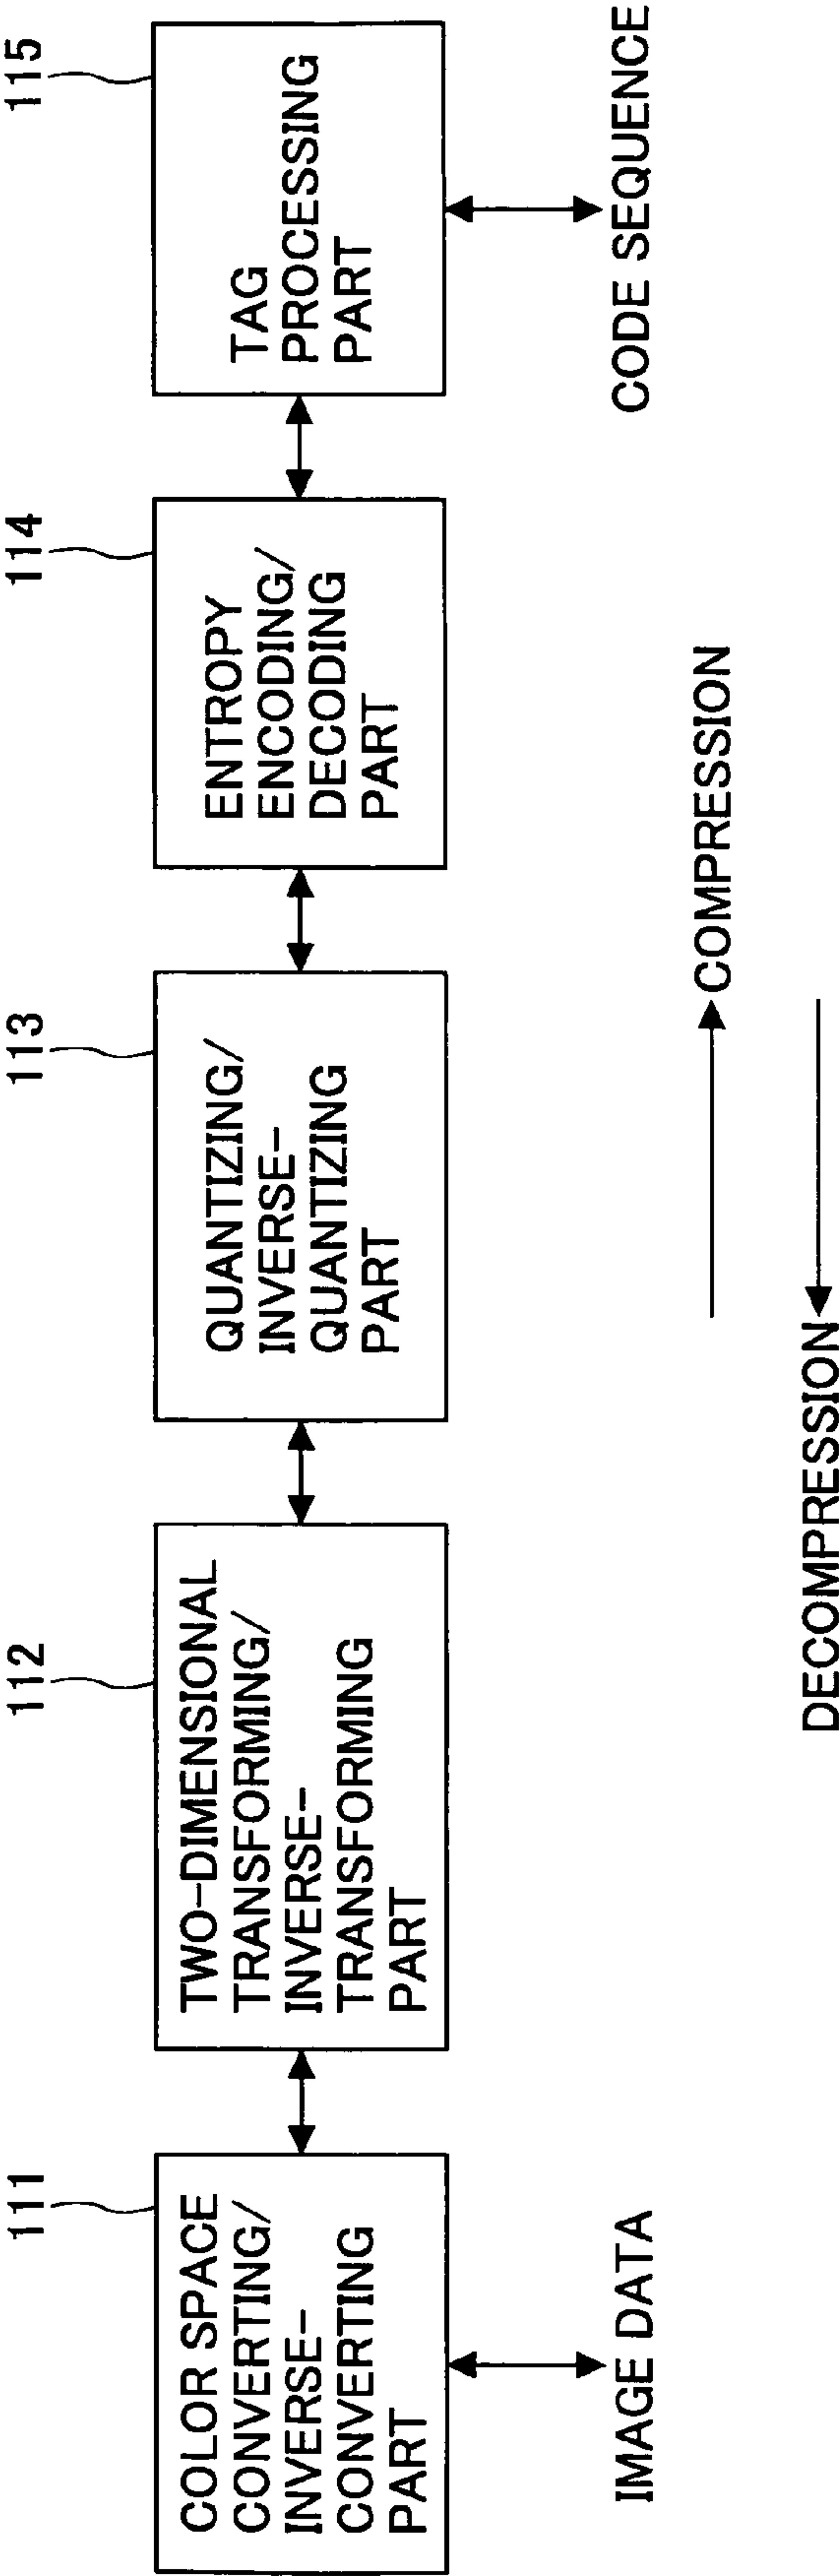 111
COLOR SPACE
CONVERTING/
INVERSE-
CONVERTING
PART
112
TWO-DIMENSIONAL
TRANSFORMING/
INVERSE-
TRANSFORMING
PART
113
QUANTIZING/
INVERSE-
QUANTIZING
PART
114
ENTROPY
ENCODING/
DECODING
PART
115
TAG
PROCESSING
PART
IMAGE DATA
CODE SEQUENCE
COMPRESSION
DECOMPRESSION